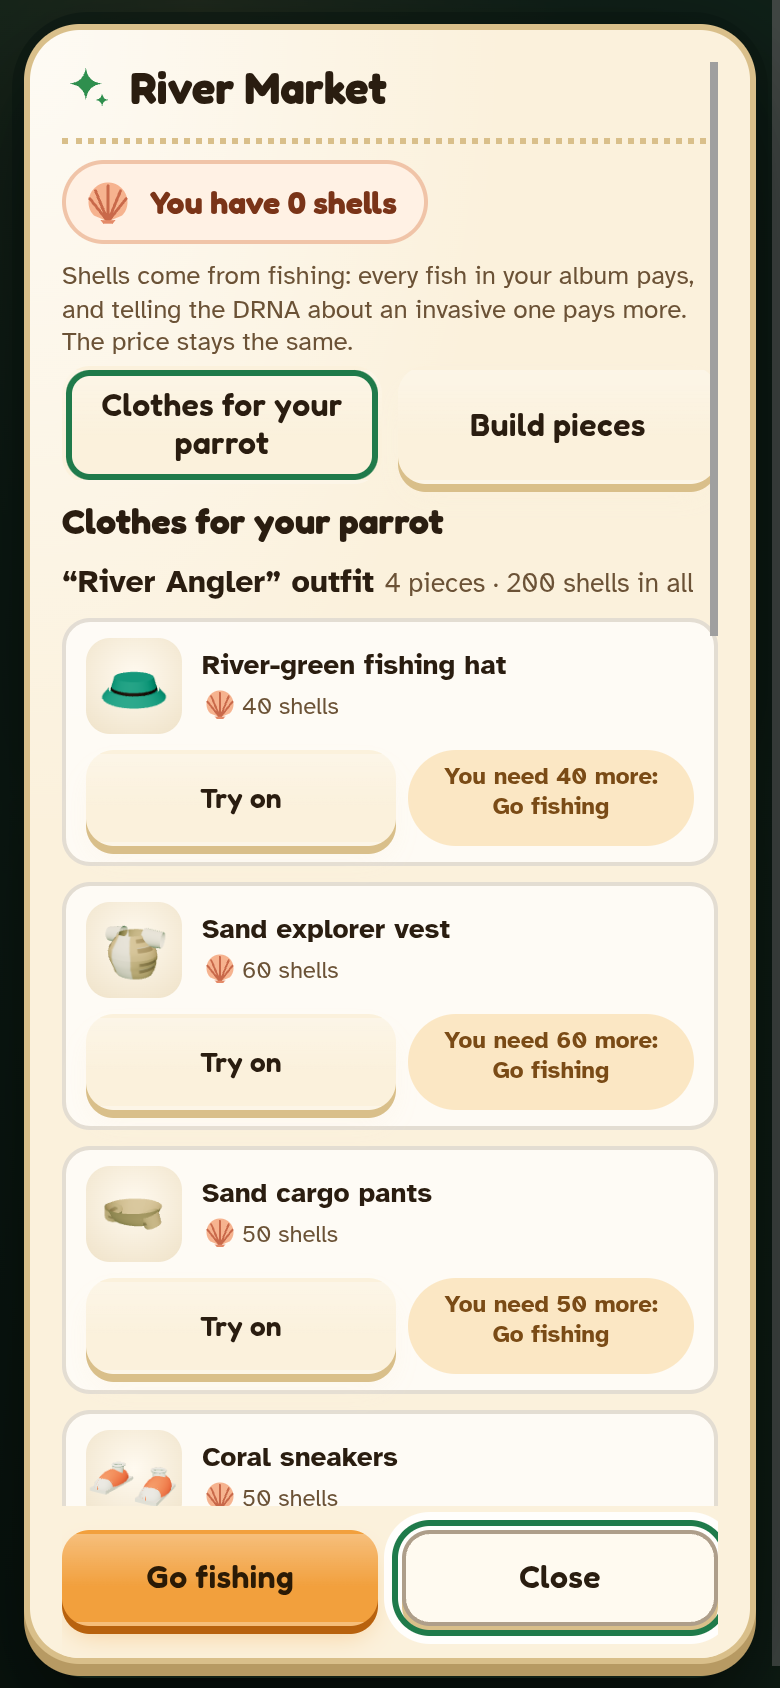 River Market
You have 0 shells
Shells come from fishing: every fish in your album pays,
and telling the DRNA about an invasive one pays more.
The price stays the same.
Clothes for your
parrot
Build pieces
Clothes for your parrot
“River Angler” outfit 4 pieces · 200 shells in all
River-green fishing hat
40 shells
Try on
You need 40 more:
Go fishing
Sand explorer vest
60 shells
Try on
You need 60 more:
Go fishing
Sand cargo pants
50 shells
Try on
You need 50 more:
Go fishing
Coral sneakers
50 shells
Go fishing
Close